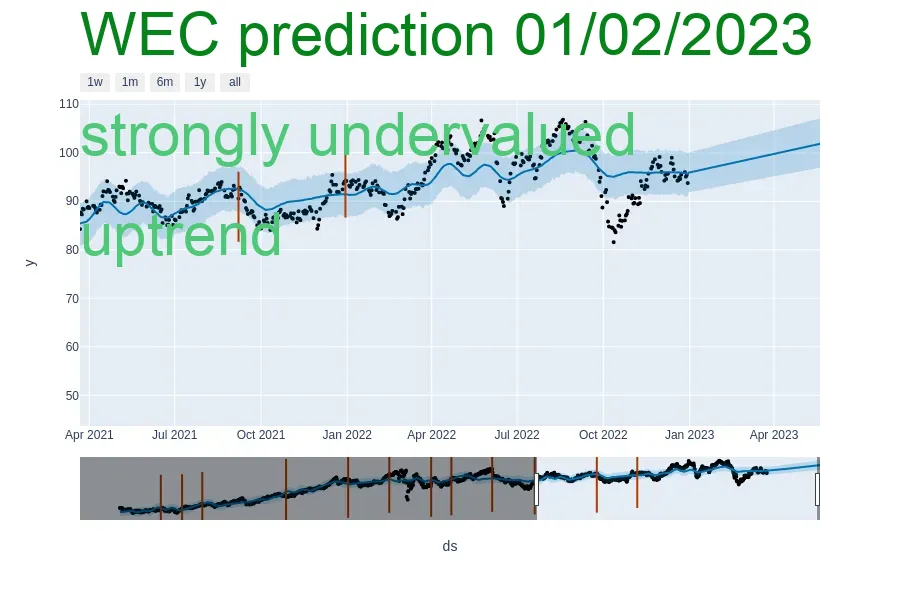 WEC prediction 01/02/2023
1w 1m 6m 1y all
strongly undervalued
uptrend
110
100
90
80
70
60
50
y
Apr 2021 Jul 2021 Oct 2021 Jan 2022 Apr 2022 Jul 2022 Oct 2022 Jan 2023 Apr 2023
ds